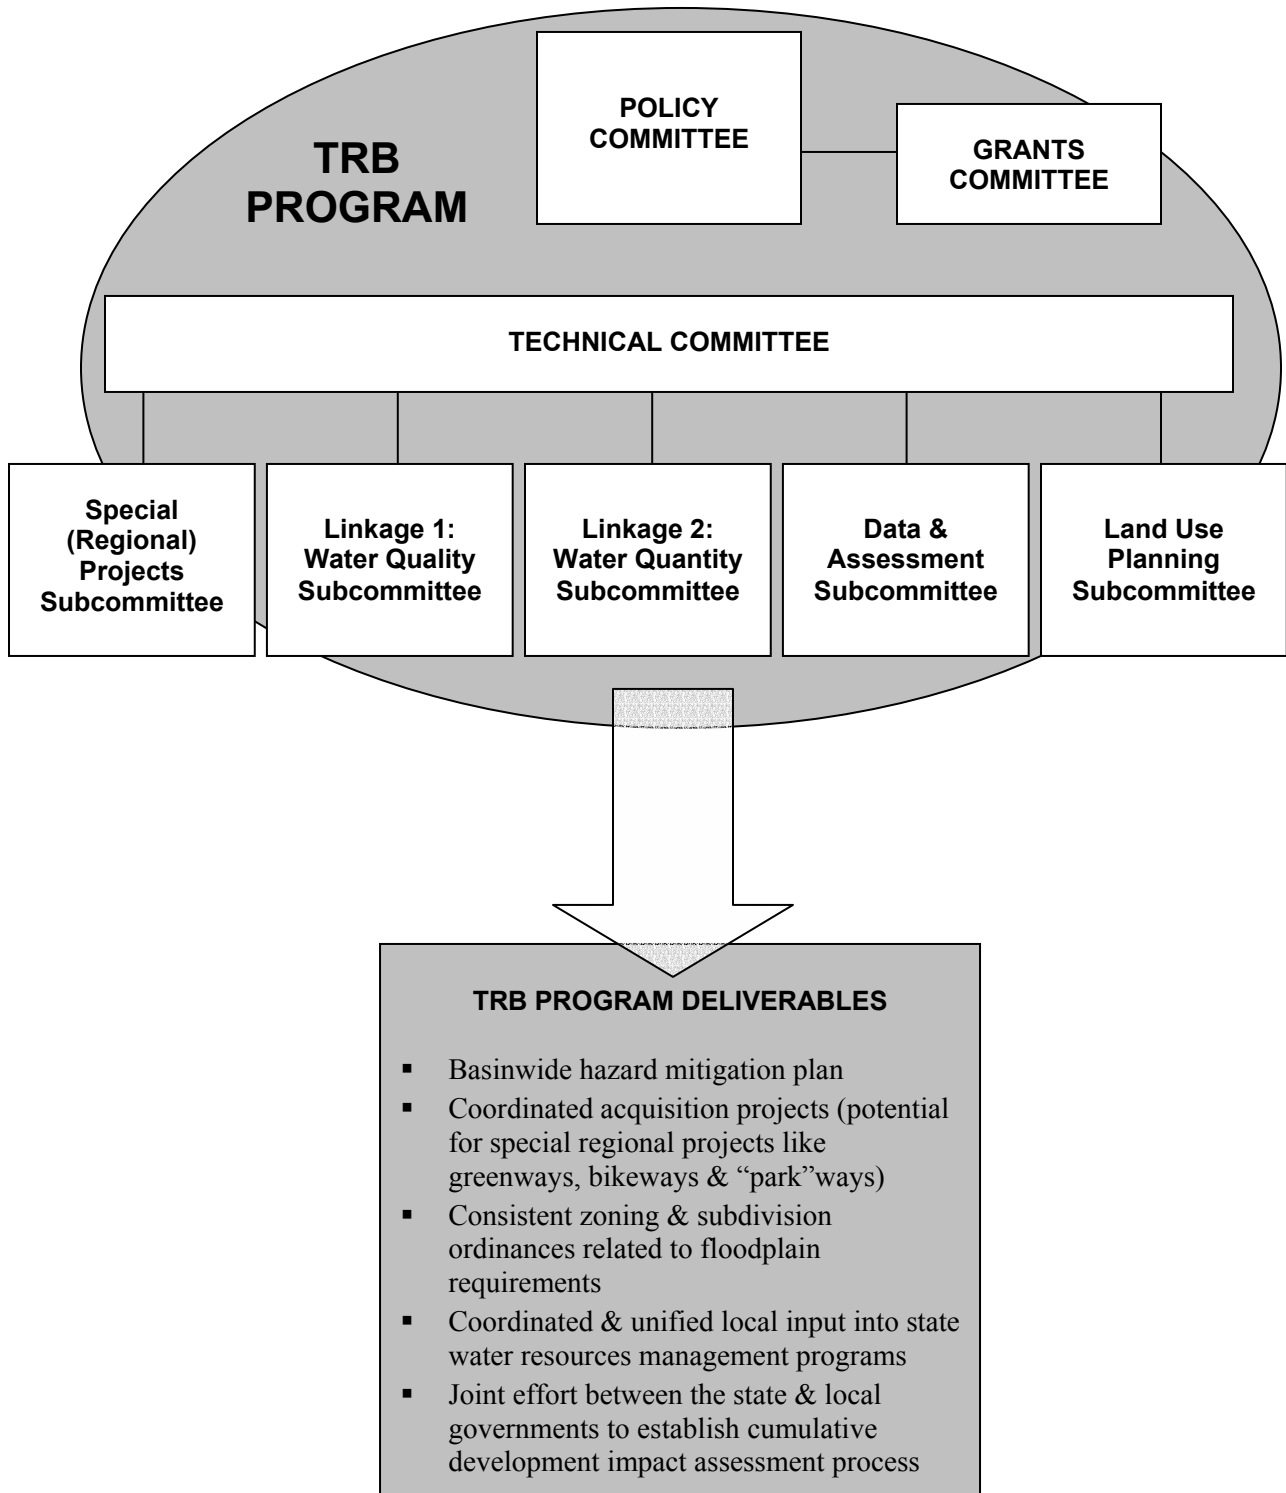 POLICY
COMMITTEE
TRB
PROGRAM
GRANTS
COMMITTEE
TECHNICAL COMMITTEE
Special
(Regional)
Projects
Subcommittee
Linkage 1:
Water Quality
Subcommittee
Linkage 2:
Water Quantity
Subcommittee
Data &
Assessment
Subcommittee
Land Use
Planning
Subcommittee
TRB PROGRAM DELIVERABLES
▪ Basinwide hazard mitigation plan
▪ Coordinated acquisition projects (potential
for special regional projects like
greenways, bikeways & “park”ways)
▪ Consistent zoning & subdivision
ordinances related to floodplain
requirements
▪ Coordinated & unified local input into state
water resources management programs
▪ Joint effort between the state & local
governments to establish cumulative
development impact assessment process